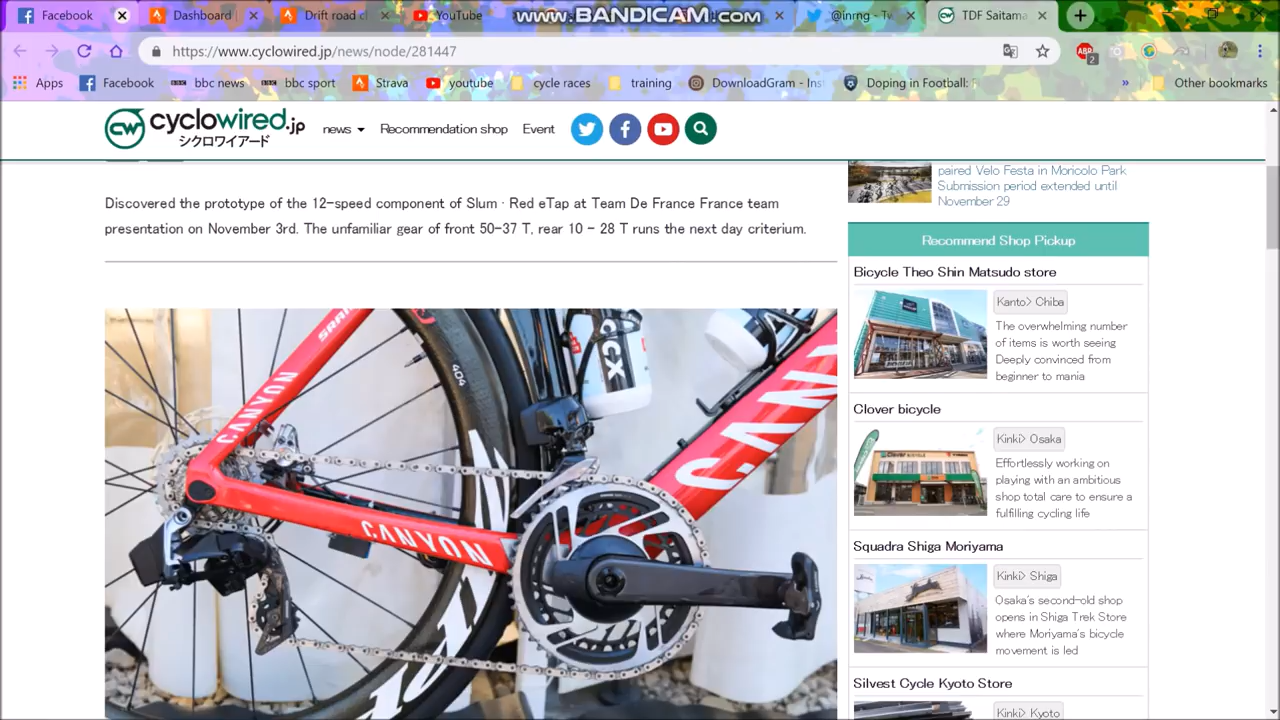 Facebook
Dashboard
Drift road c
YouTube
www.BANDICAM.com
@inrng - Tw
TDF Saitama
https://www.cyclowired.jp/news/node/281447
ABP
2
Apps
Facebook
bbc news
bbc sport
Strava
youtube
cycle races
training
DownloadGram - Inst
Doping in Football:
»
Other bookmarks
CW
cyclowired.jp
シクロワイアード
news
Recommendation shop
Event
paired Velo Festa in Moricolo Park
Submission period extended until
November 29
Discovered the prototype of the 12-speed component of Slum · Red eTap at Team De France France team
presentation on November 3rd. The unfamiliar gear of front 50-37 T, rear 10 - 28 T runs the next day criterium.
Recommend Shop Pickup
Bicycle Theo Shin Matsudo store
Kanto> Chiba
The overwhelming number
of items is worth seeing
Deeply convinced from
beginner to mania
Clover bicycle
Kinki> Osaka
Effortlessly working on
playing with an ambitious
shop total care to ensure a
fulfilling cycling life
Squadra Shiga Moriyama
Kinki> Shiga
Osaka's second-old shop
opens in Shiga Trek Store
where Moriyama's bicycle
movement is led
Silvest Cycle Kyoto Store
Kinki> Kyoto
SRAM
404
CANYON
CANYON